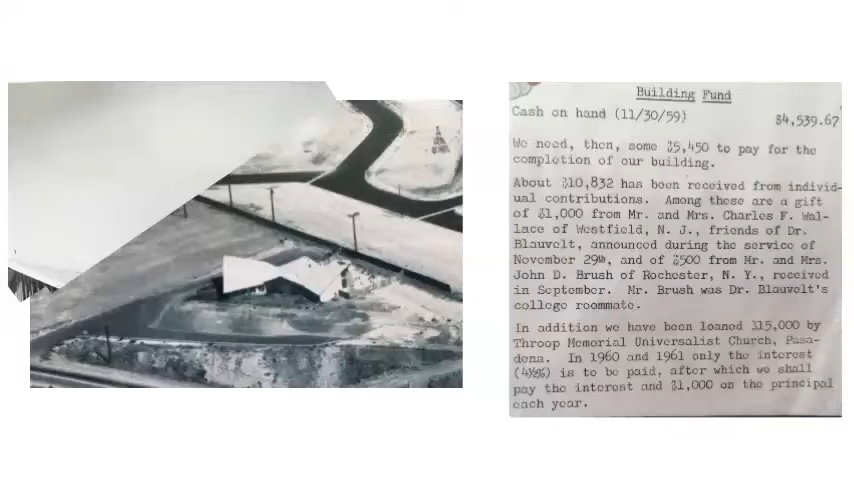 Building Fund
Cash on hand (11/30/59) $4,539.67
We need, then, some $5,450 to pay for the
completion of our building.
About $10,832 has been received from individ-
ual contributions. Among these are a gift
of $1,000 from Mr. and Mrs. Charles F. Wal-
lace of Westfield, N. J., friends of Dr.
Blauvelt, announced during the service of
November 29th, and of $500 from Mr. and Mrs.
John D. Brush of Rochester, N. Y., received
in September. Mr. Brush was Dr. Blauvelt's
college roommate.
In addition we have been loaned $15,000 by
Throop Memorial Universalist Church, Pasa-
dena. In 1960 and 1961 only the interest
(4½%) is to be paid, after which we shall
pay the interest and $1,000 on the principal
each year.